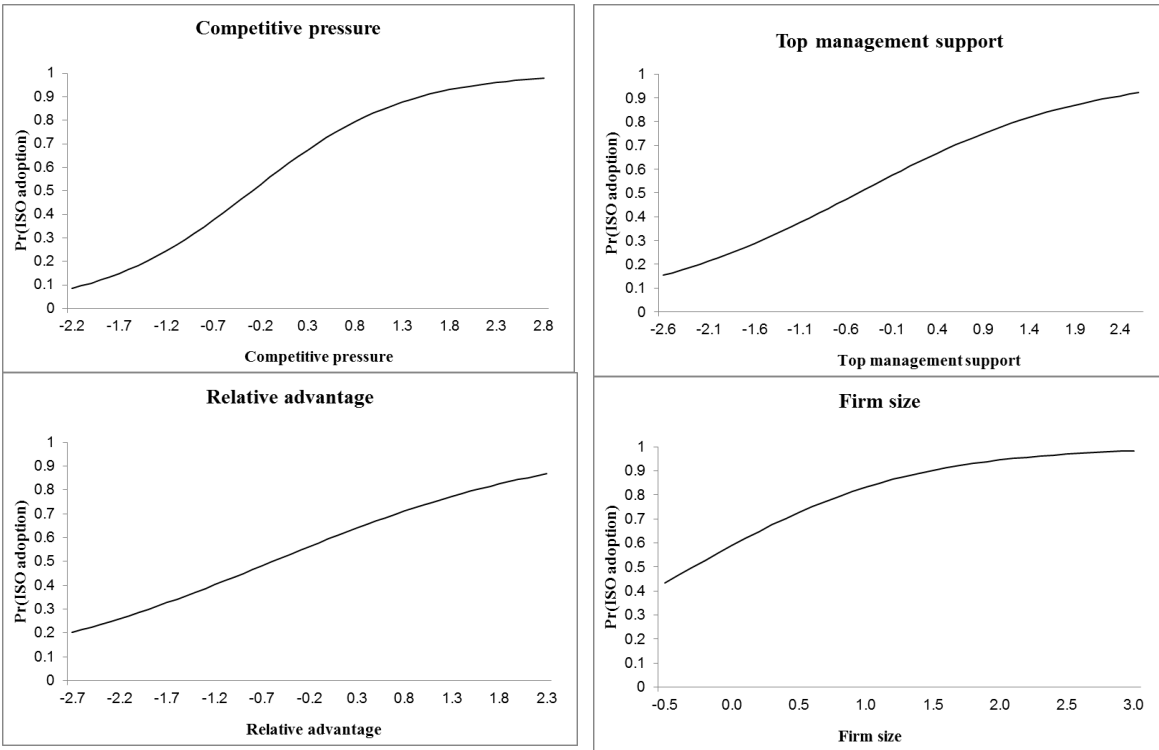 Competitive pressure
Pr(ISO adoption)
1
0.9
0.8
0.7
0.6
0.5
0.4
0.3
0.2
0.1
0
-2.2 -1.7 -1.2 -0.7 -0.2 0.3 0.8 1.3 1.8 2.3 2.8
Competitive pressure
Top management support
Pr(ISO adoption)
1
0.9
0.8
0.7
0.6
0.5
0.4
0.3
0.2
0.1
0
-2.6 -2.1 -1.6 -1.1 -0.6 -0.1 0.4 0.9 1.4 1.9 2.4
Top management support
Relative advantage
Pr(ISO adoption)
1
0.9
0.8
0.7
0.6
0.5
0.4
0.3
0.2
0.1
0
-2.7 -2.2 -1.7 -1.2 -0.7 -0.2 0.3 0.8 1.3 1.8 2.3
Relative advantage
Firm size
Pr(ISO adoption)
1
0.9
0.8
0.7
0.6
0.5
0.4
0.3
0.2
0.1
0
-0.5 0.0 0.5 1.0 1.5 2.0 2.5 3.0
Firm size